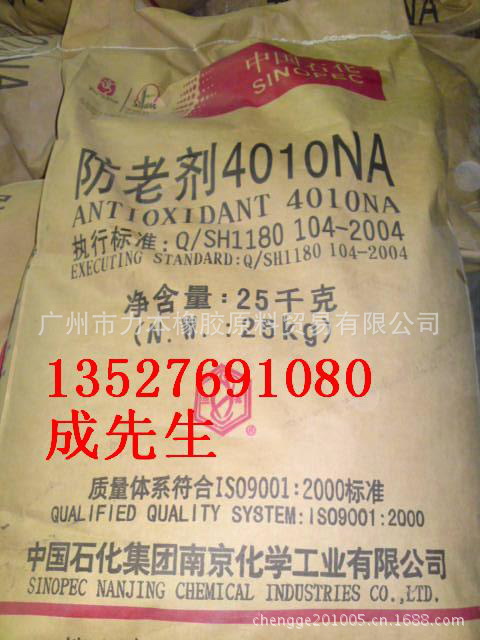 中国石化
SINOPEC
防老剂4010NA
ANTIOXIDANT 4010NA
执行标准:Q/SH1180 104-2004
EXECUTING STANDARD:Q/SH1180 104-2004
净含量:25千克
广州市力本橡胶原料贸易有限公司
(N.W.:25kg)
13527691080
成先生
®
质量体系符合ISO9001:2000标准
QUALIFIED QUALITY SYSTEM:ISO9001:2000
中国石化集团南京化学工业有限公司
SINOPEC NANJING CHEMICAL INDUSTRIES CO.,LTD.
chengge201005.cn.1688.com